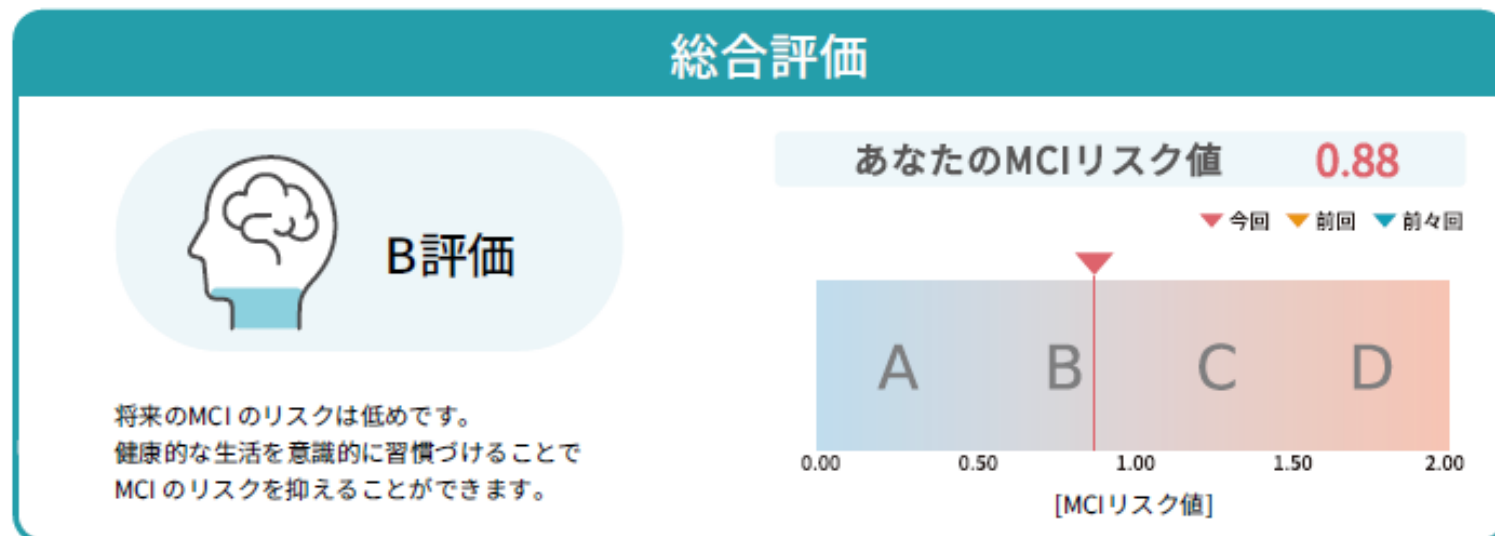 総合評価
B評価
将来のMCI のリスクは低めです。
健康的な生活を意識的に習慣づけることで
MCI のリスクを抑えることができます。
あなたのMCIリスク値 0.88
今回 前回 前々回
A B C D
0.00 0.50 1.00 1.50 2.00
[MCIリスク値]